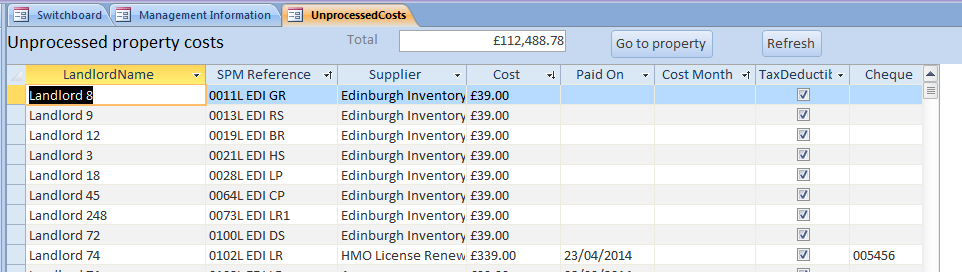 Switchboard Management Information UnprocessedCosts
Unprocessed property costs Total £112,488.78 Go to property Refresh
LandlordName SPM Reference Supplier Cost Paid On Cost Month TaxDeductib Cheque
Landlord 8 0011L EDI GR Edinburgh Inventory £39.00
Landlord 9 0013L EDI RS Edinburgh Inventory £39.00
Landlord 12 0019L EDI BR Edinburgh Inventory £39.00
Landlord 3 0021L EDI HS Edinburgh Inventory £39.00
Landlord 18 0028L EDI LP Edinburgh Inventory £39.00
Landlord 45 0064L EDI CP Edinburgh Inventory £39.00
Landlord 248 0073L EDI LR1 Edinburgh Inventory £39.00
Landlord 72 0100L EDI DS Edinburgh Inventory £39.00
Landlord 74 0102L EDI LR HMO License Renew £339.00 23/04/2014 005456